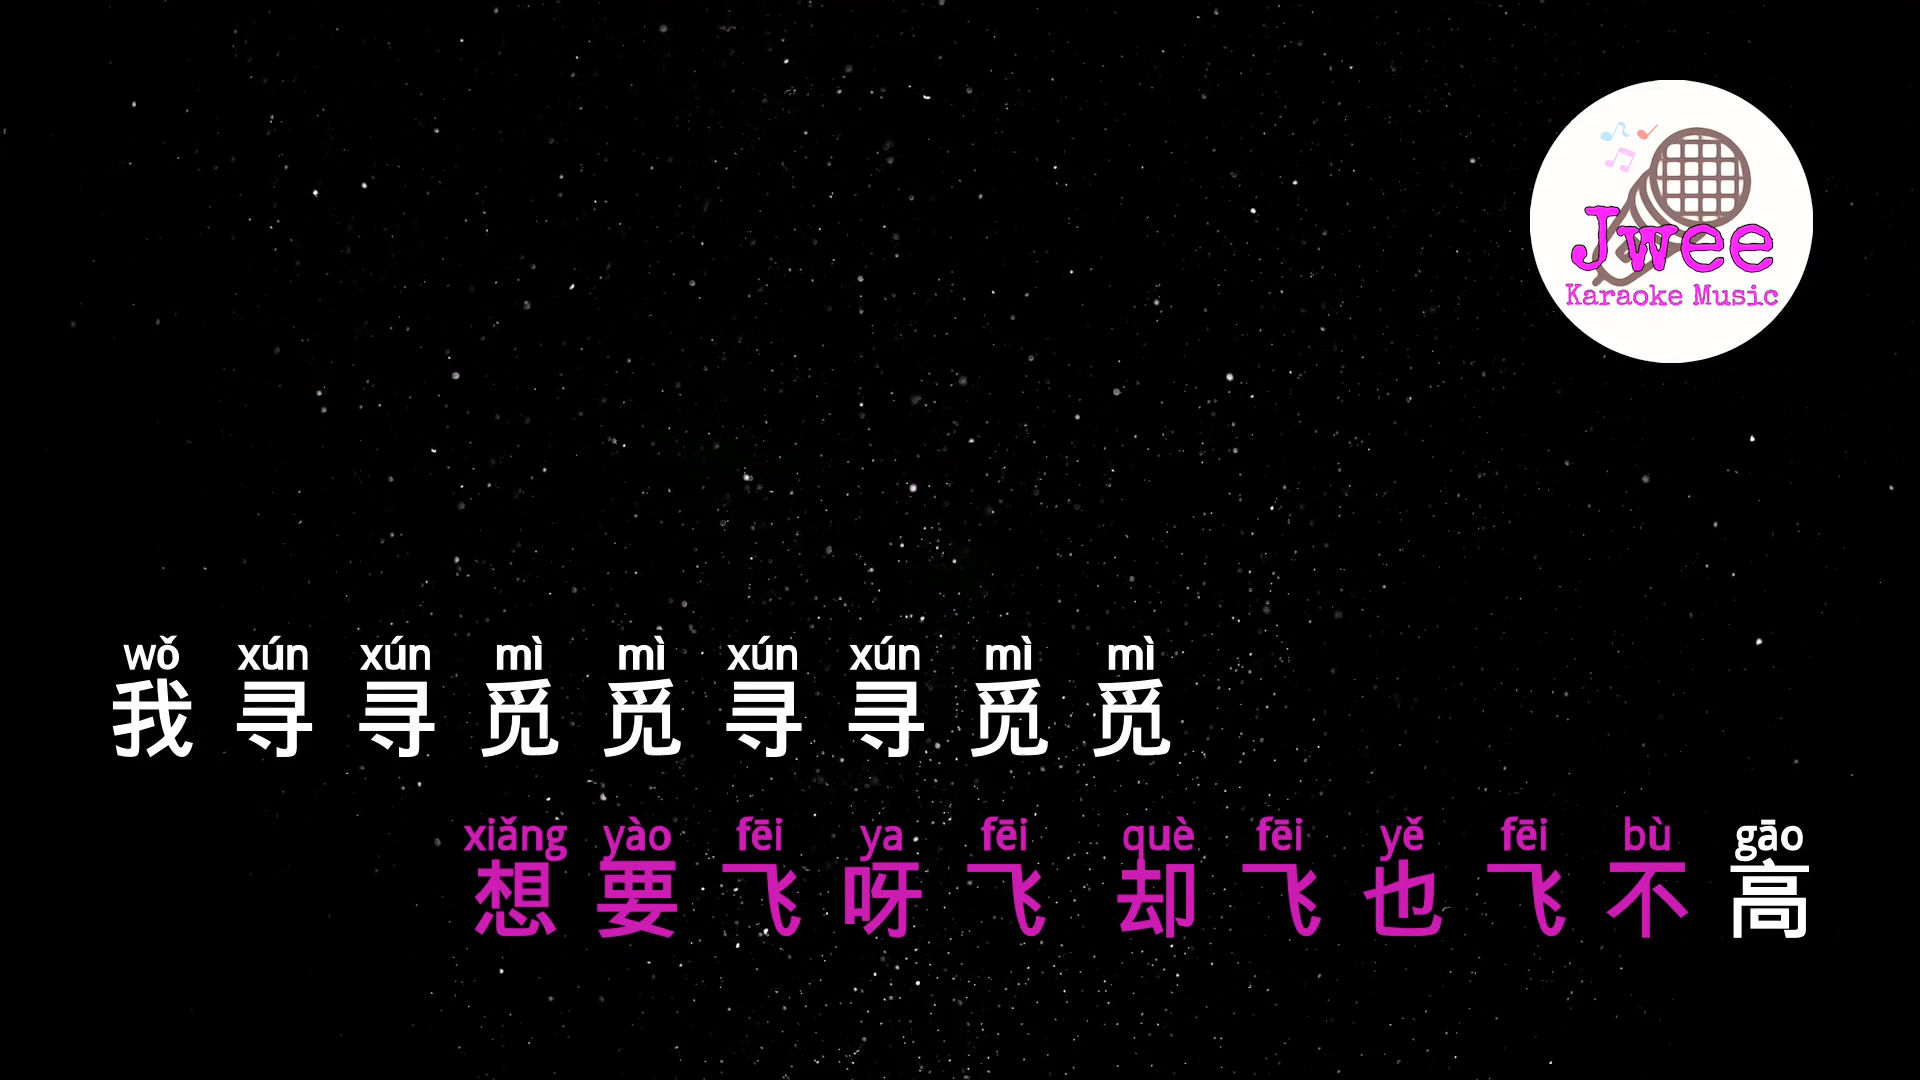 Jwee
Karaoke Music
wǒ xún xún mì mì xún xún mì mì
我 寻 寻 觅 觅 寻 寻 觅 觅
xiǎng yào fēi ya fēi què fēi yě fēi bù gāo
想 要 飞 呀 飞 却 飞 也 飞 不 高